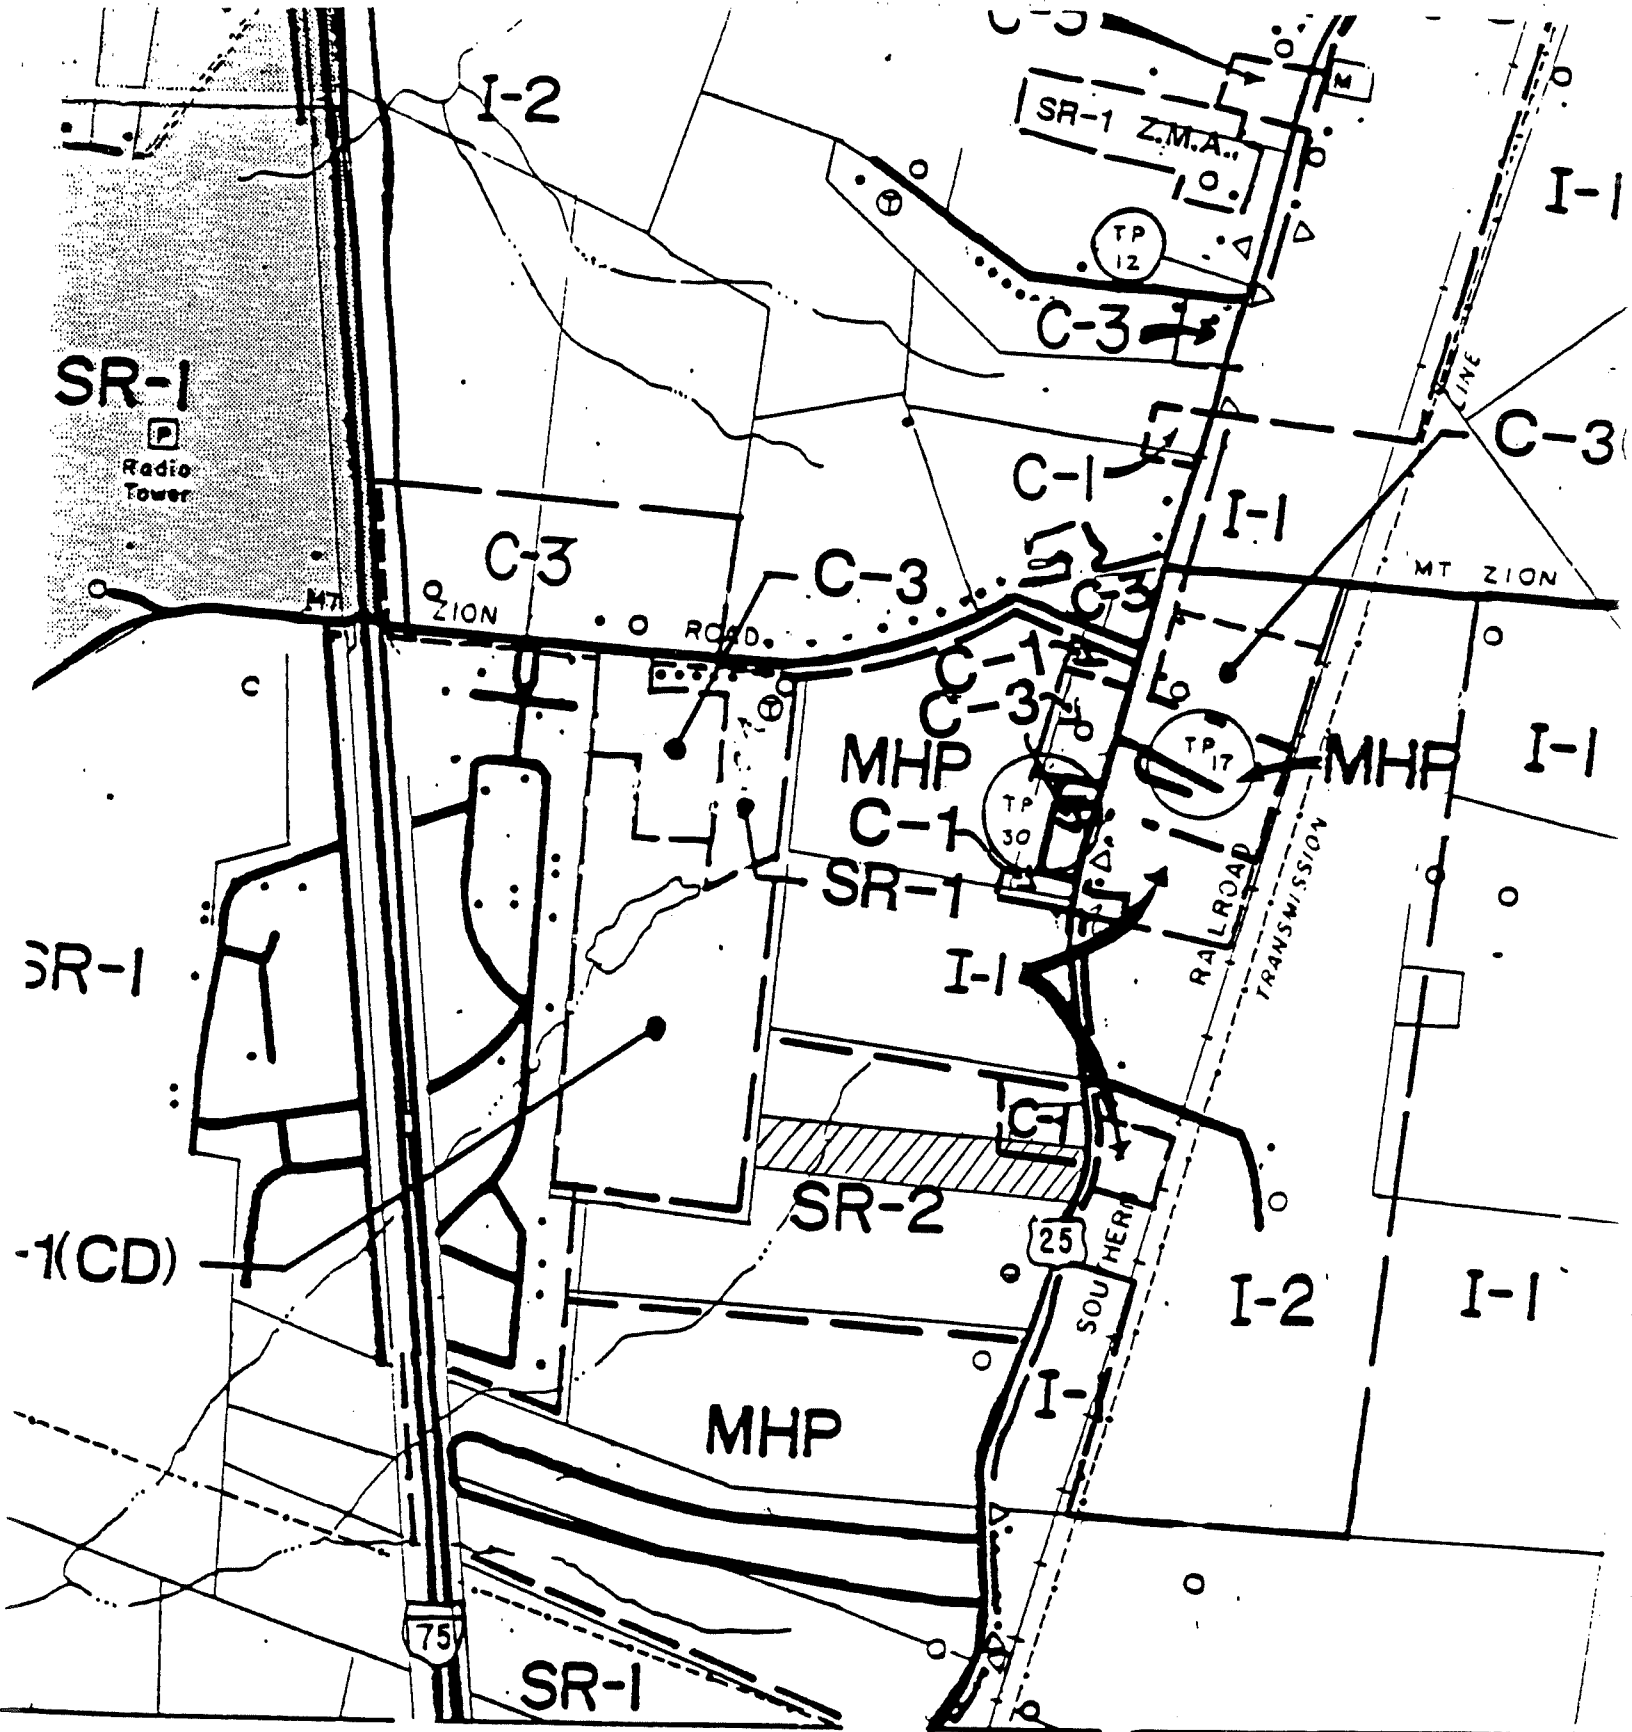 C-3
I-2
M
SR-1 Z.M.A.
I-1
TP
12
C-3
SR-1
P
Radio
Tower
LINE
C-3
C-1
I-1
C-3
C-3
MT ZION
MT ZION ROAD
C-3
C-1
C-3
MHP
TP
17
MHP
I-1
TP
30
C-1
SR-1
RAILROAD
TRANSMISSION
SR-1
I-1
C-1
SR-2
25
SOUTHERN
-1(CD)
I-2
I-1
I-1
MHP
75
SR-1